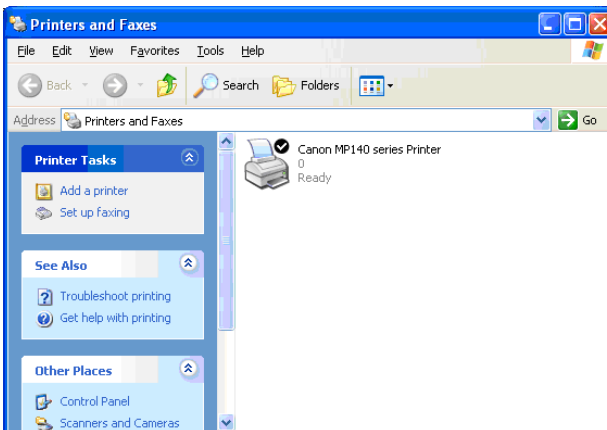 Printers and Faxes
File Edit View Favorites Tools Help
Back Search Folders
Address Printers and Faxes Go
Printer Tasks
Add a printer
Set up faxing
See Also
Troubleshoot printing
Get help with printing
Other Places
Control Panel
Scanners and Cameras
Canon MP140 series Printer
0
Ready